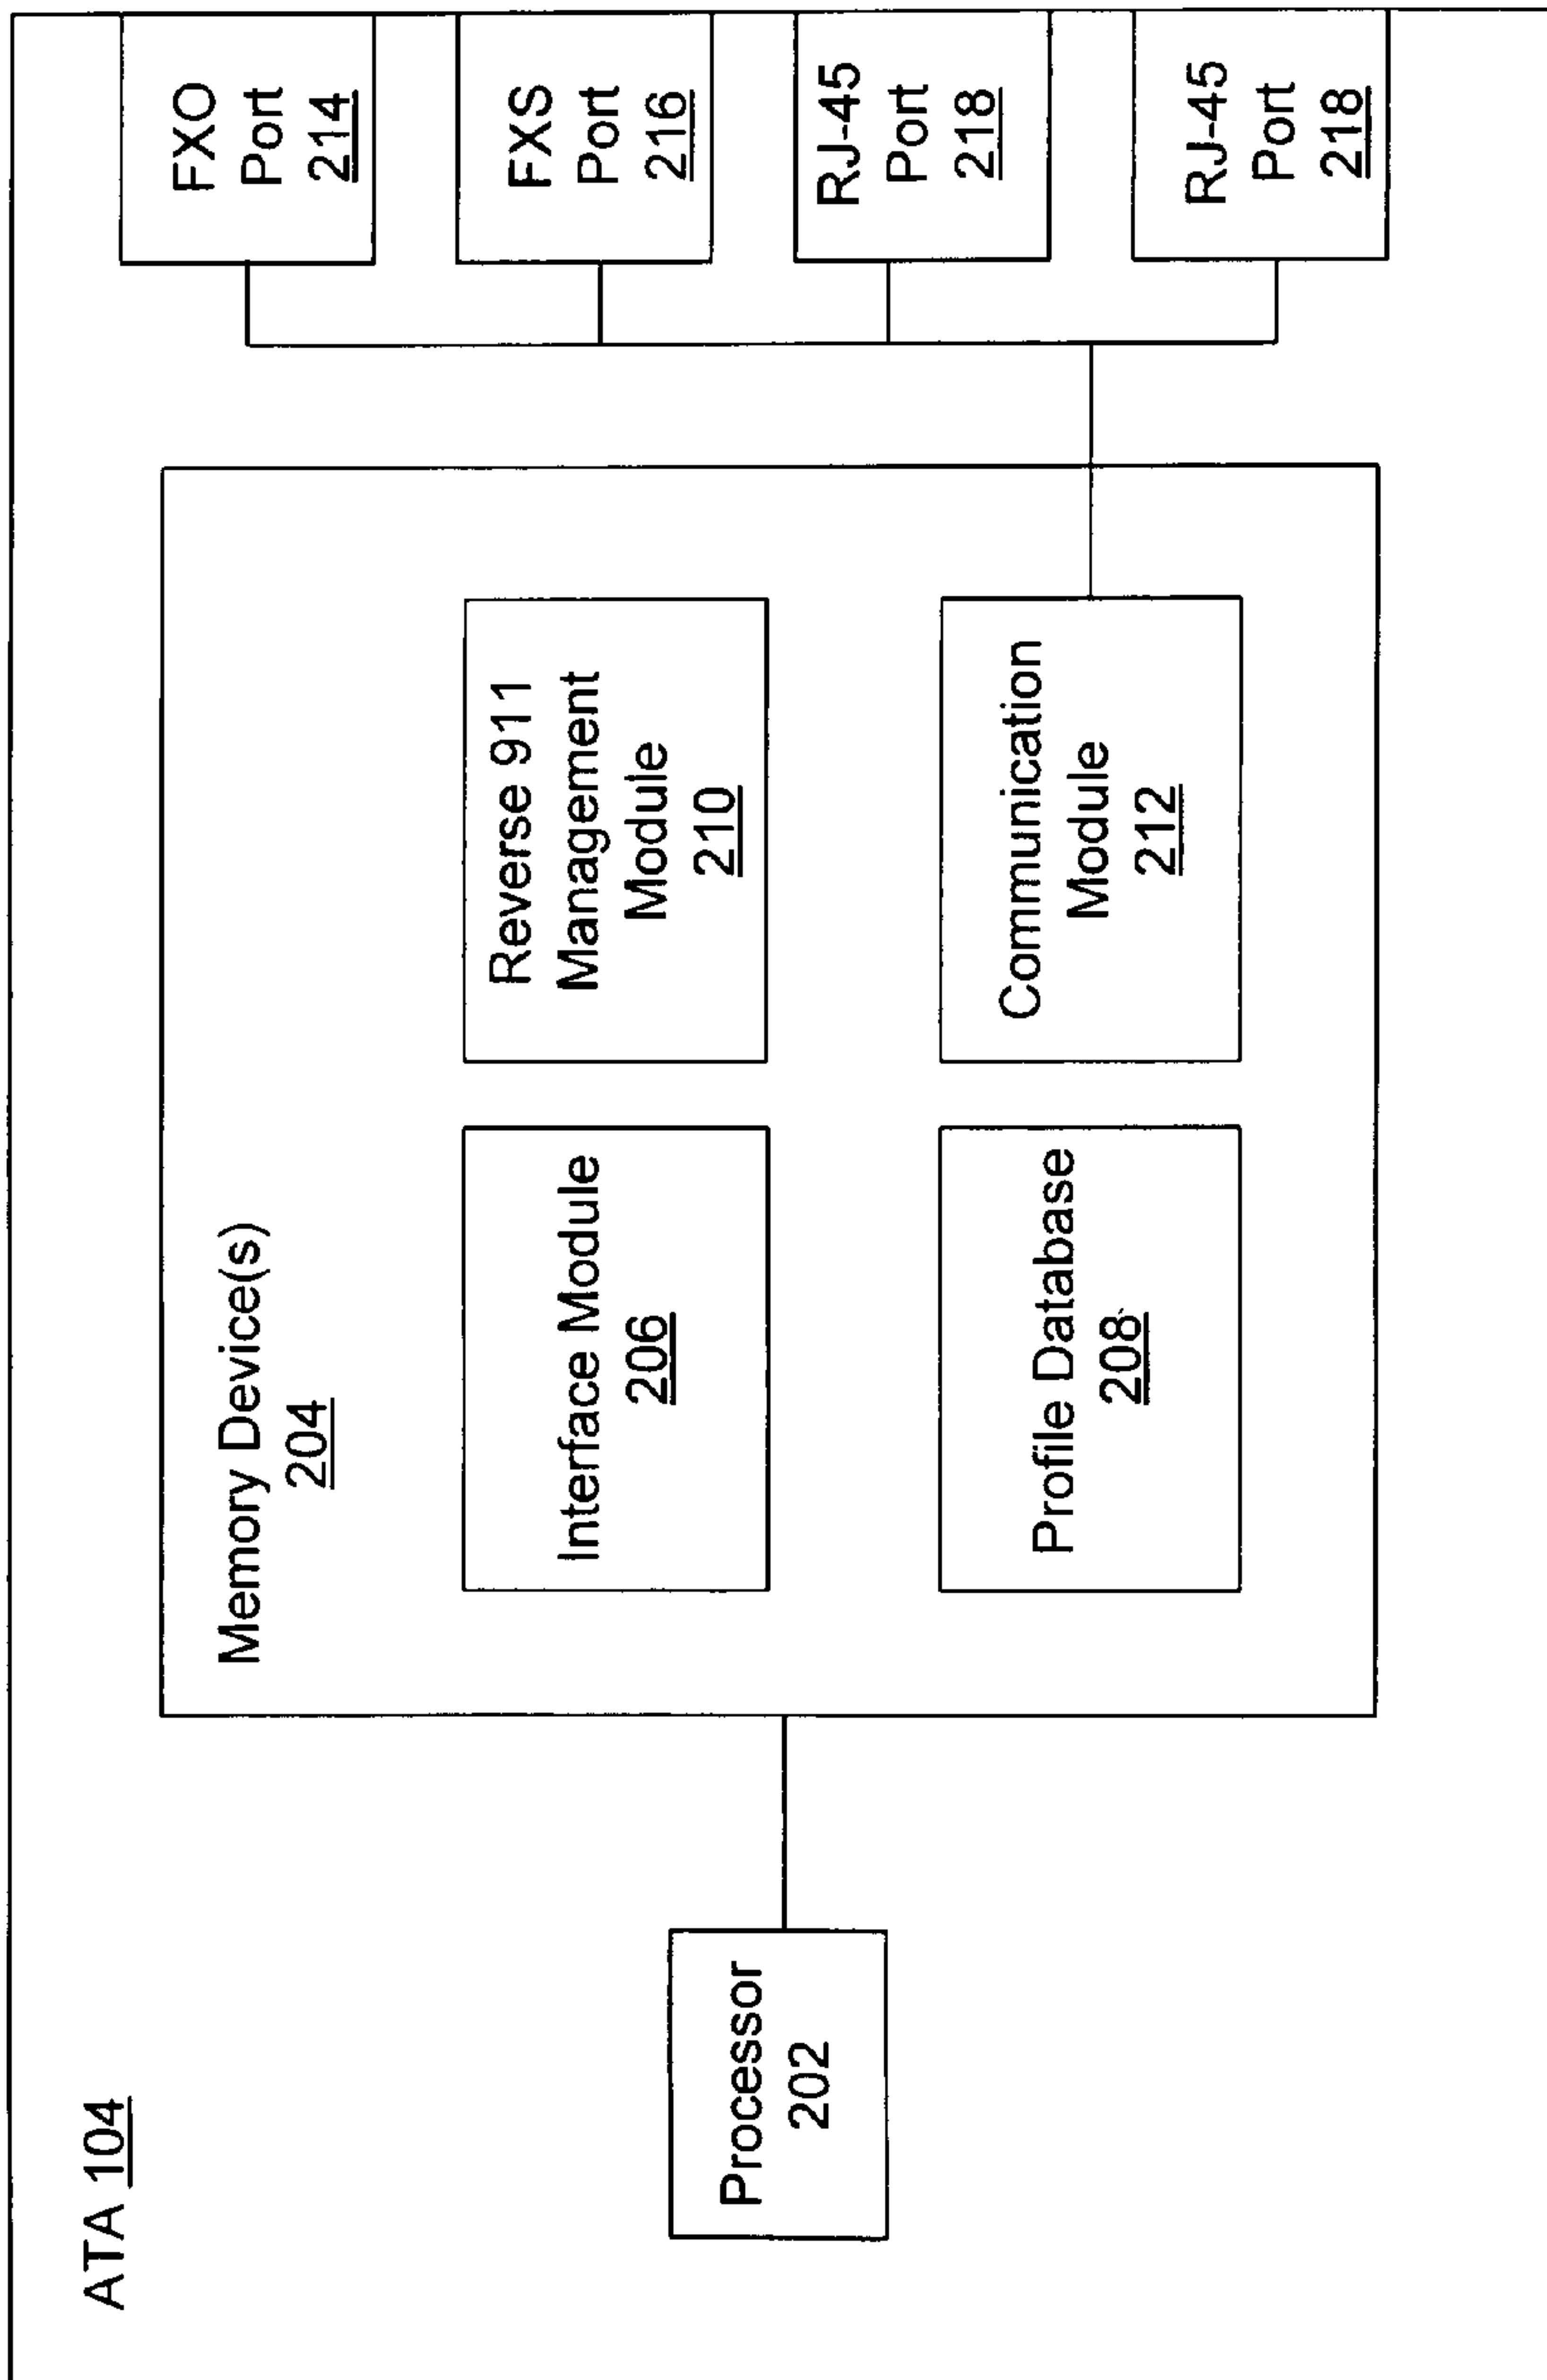 ATA 104
Processor
202
Memory Device(s)
204
Interface Module
206
Reverse 911
Management
Module
210
Profile Database
208
Communication
Module
212
FXO
Port
214
FXS
Port
216
RJ-45
Port
218
RJ-45
Port
218